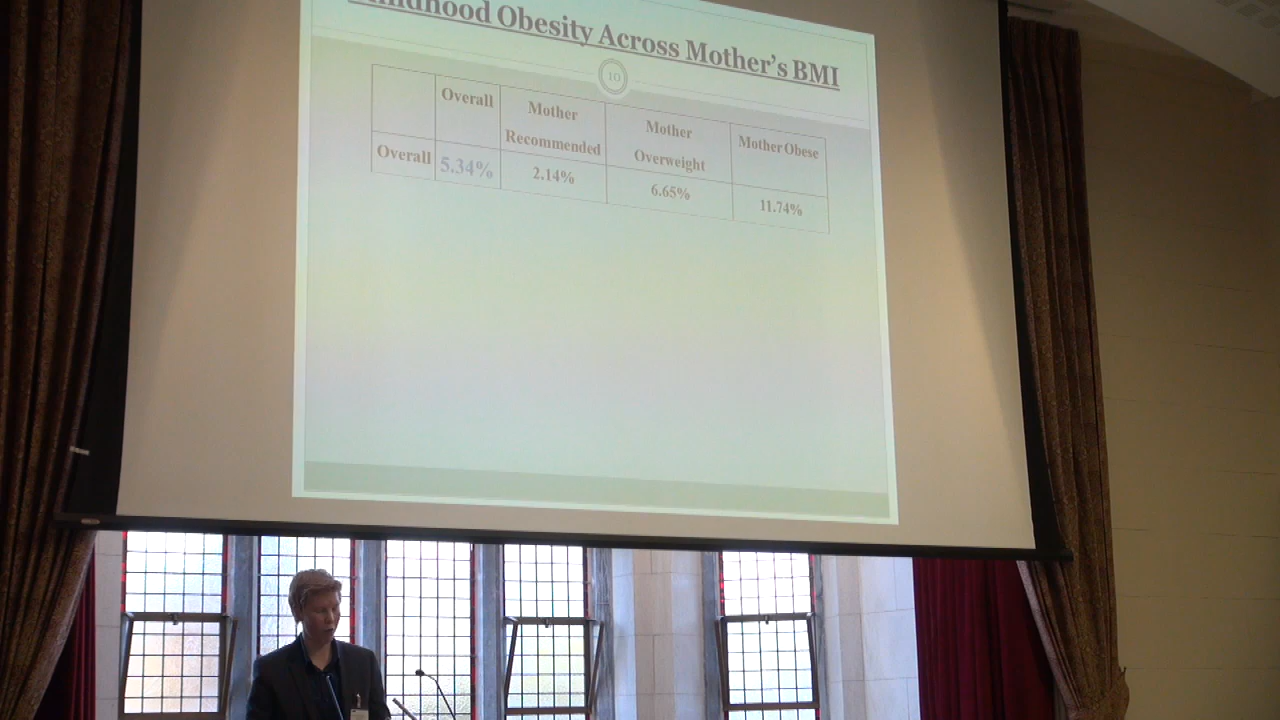 Obesity Across Mother's BMI
10
Overall
Mother
Recommended
Mother
Overweight
Mother Obese
Overall
5.34%
2.14%
6.65%
11.74%